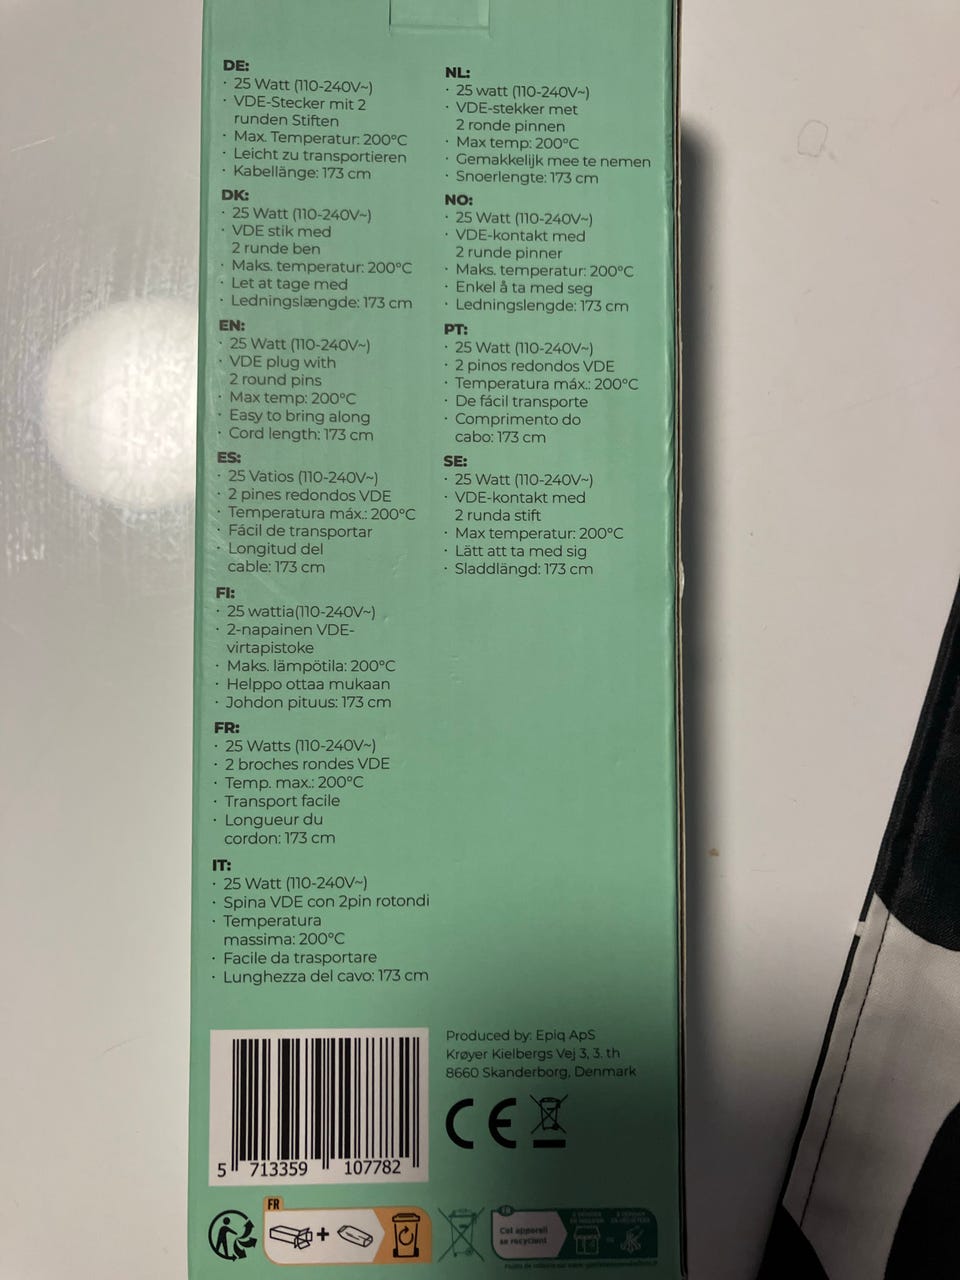 DE:
· 25 Watt (110-240V~)
· VDE-Stecker mit 2
runden Stiften
· Max. Temperatur: 200°C
· Leicht zu transportieren
· Kabellänge: 173 cm
DK:
· 25 Watt (110-240V~)
· VDE stik med
2 runde ben
· Maks. temperatur: 200°C
· Let at tage med
· Ledningslængde: 173 cm
EN:
· 25 Watt (110-240V~)
· VDE plug with
2 round pins
· Max temp: 200°C
· Easy to bring along
· Cord length: 173 cm
ES:
· 25 Vatios (110-240V~)
· 2 pines redondos VDE
· Temperatura máx.: 200°C
· Fácil de transportar
· Longitud del
cable: 173 cm
FI:
· 25 wattia(110-240V~)
· 2-napainen VDE-
virtapistoke
· Maks. lämpötila: 200°C
· Helppo ottaa mukaan
· Johdon pituus: 173 cm
FR:
· 25 Watts (110-240V~)
· 2 broches rondes VDE
· Temp. max.: 200°C
· Transport facile
· Longueur du
cordon: 173 cm
IT:
· 25 Watt (110-240V~)
· Spina VDE con 2pin rotondi
· Temperatura
massima: 200°C
· Facile da trasportare
· Lunghezza del cavo: 173 cm
NL:
· 25 watt (110-240V~)
· VDE-stekker met
2 ronde pinnen
· Max temp: 200°C
· Gemakkelijk mee te nemen
· Snoerlengte: 173 cm
NO:
· 25 Watt (110-240V~)
· VDE-kontakt med
2 runde pinner
· Maks. temperatur: 200°C
· Enkel å ta med seg
· Ledningslengde: 173 cm
PT:
· 25 Watt (110-240V~)
· 2 pinos redondos VDE
· Temperatura máx.: 200°C
· De fácil transporte
· Comprimento do
cabo: 173 cm
SE:
· 25 Watt (110-240V~)
· VDE-kontakt med
2 runda stift
· Max temperatur: 200°C
· Lätt att ta med sig
· Sladdlängd: 173 cm
Produced by: Epiq ApS
Krøyer Kielbergs Vej 3, 3. th
8660 Skanderborg, Denmark
CE
5 713359 107782
FR
+
FR
Cet appareil
se recycle